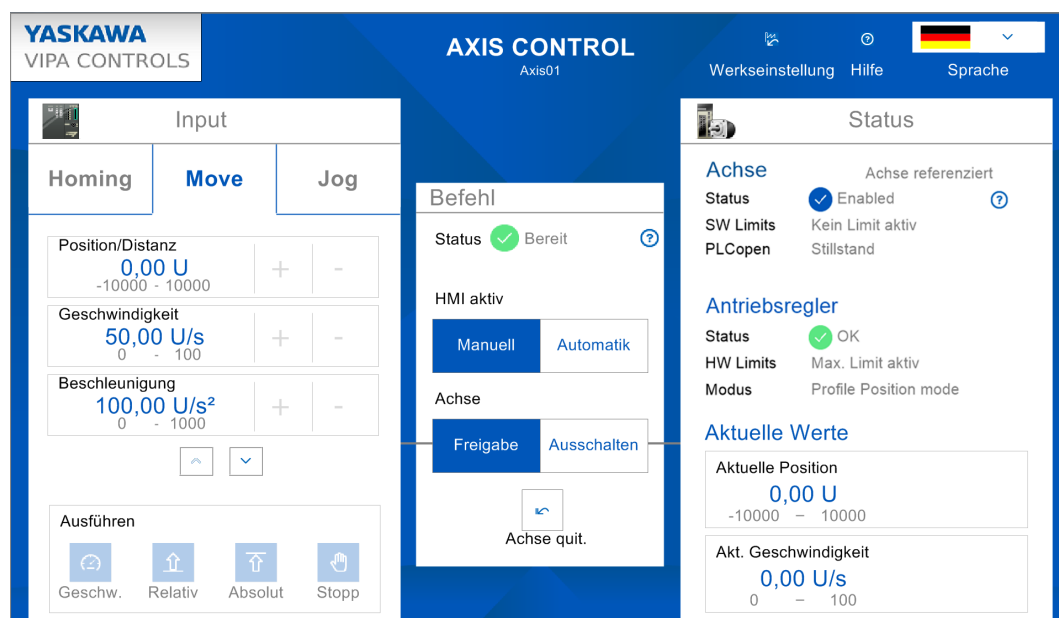 YASKAWA
VIPA CONTROLS
AXIS CONTROL
Axis01
Werkseinstellung
Hilfe
Sprache
Input
Homing
Move
Jog
Position/Distanz
0,00 U
-10000 - 10000
+
-
Geschwindigkeit
50,00 U/s
0 - 100
+
-
Beschleunigung
100,00 U/s²
0 - 1000
+
-
Ausführen
Geschw.
Relativ
Absolut
Stopp
Befehl
Status
Bereit
?
HMI aktiv
Manuell
Automatik
Achse
Freigabe
Ausschalten
Achse quit.
Status
Achse
Achse referenziert
Status
Enabled
?
SW Limits
Kein Limit aktiv
PLCopen
Stillstand
Antriebsregler
Status
OK
HW Limits
Max. Limit aktiv
Modus
Profile Position mode
Aktuelle Werte
Aktuelle Position
0,00 U
-10000 – 10000
Akt. Geschwindigkeit
0,00 U/s
0 – 100